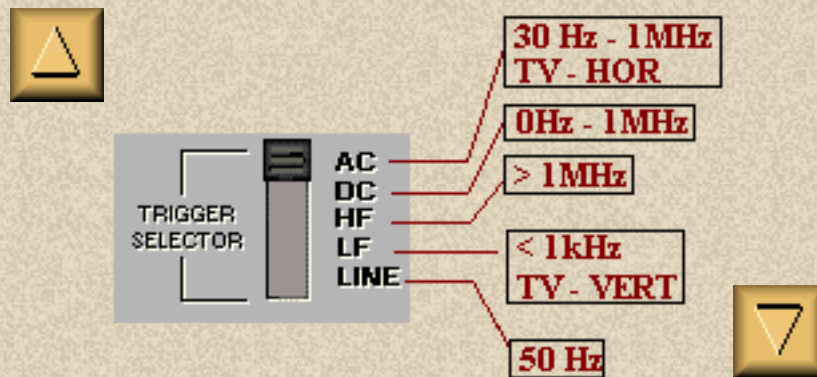 30 Hz - 1MHz
TV - HOR
0Hz - 1MHz
> 1MHz
< 1kHz
TV - VERT
50 Hz
TRIGGER
SELECTOR
AC
DC
HF
LF
LINE